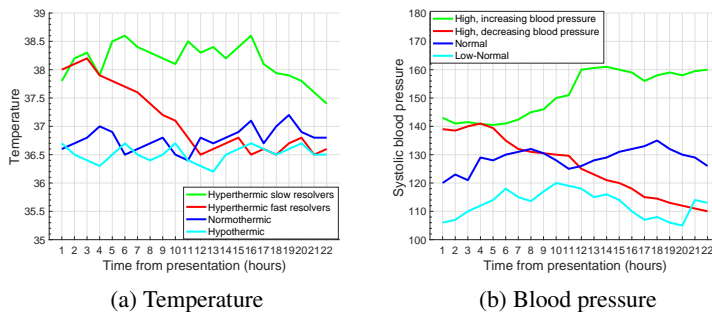 39
38.5
38
37.5
37
36.5
36
35.5
35
Temperature
Hyperthermic slow resolvers
Hyperthermic fast resolvers
Normothermic
Hypothermic
1 2 3 4 5 6 7 8 9 10 11 12 13 14 15 16 17 18 19 20 21 22
Time from presentation (hours)
(a) Temperature
180
160
140
120
100
Systolic blood pressure
High, increasing blood pressure
High, decreasing blood pressure
Normal
Low-Normal
1 2 3 4 5 6 7 8 9 10 11 12 13 14 15 16 17 18 19 20 21 22
Time from presentation (hours)
(b) Blood pressure